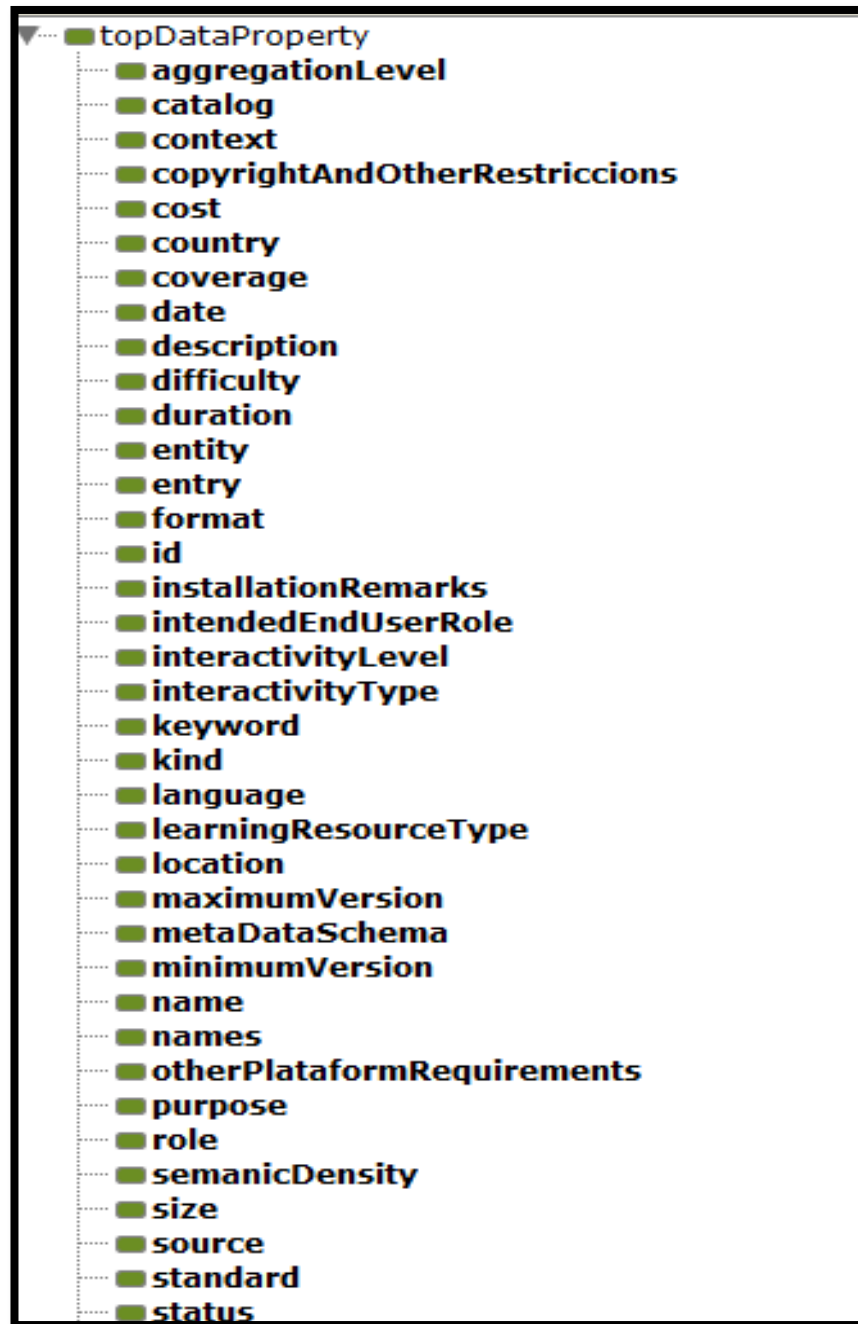 topDataProperty
aggregationLevel
catalog
context
copyrightAndOtherRestriccions
cost
country
coverage
date
description
difficulty
duration
entity
entry
format
id
installationRemarks
intendedEndUserRole
interactivityLevel
interactivityType
keyword
kind
language
learningResourceType
location
maximumVersion
metaDataSchema
minimumVersion
name
names
otherPlataformRequirements
purpose
role
semanicDensity
size
source
standard
status